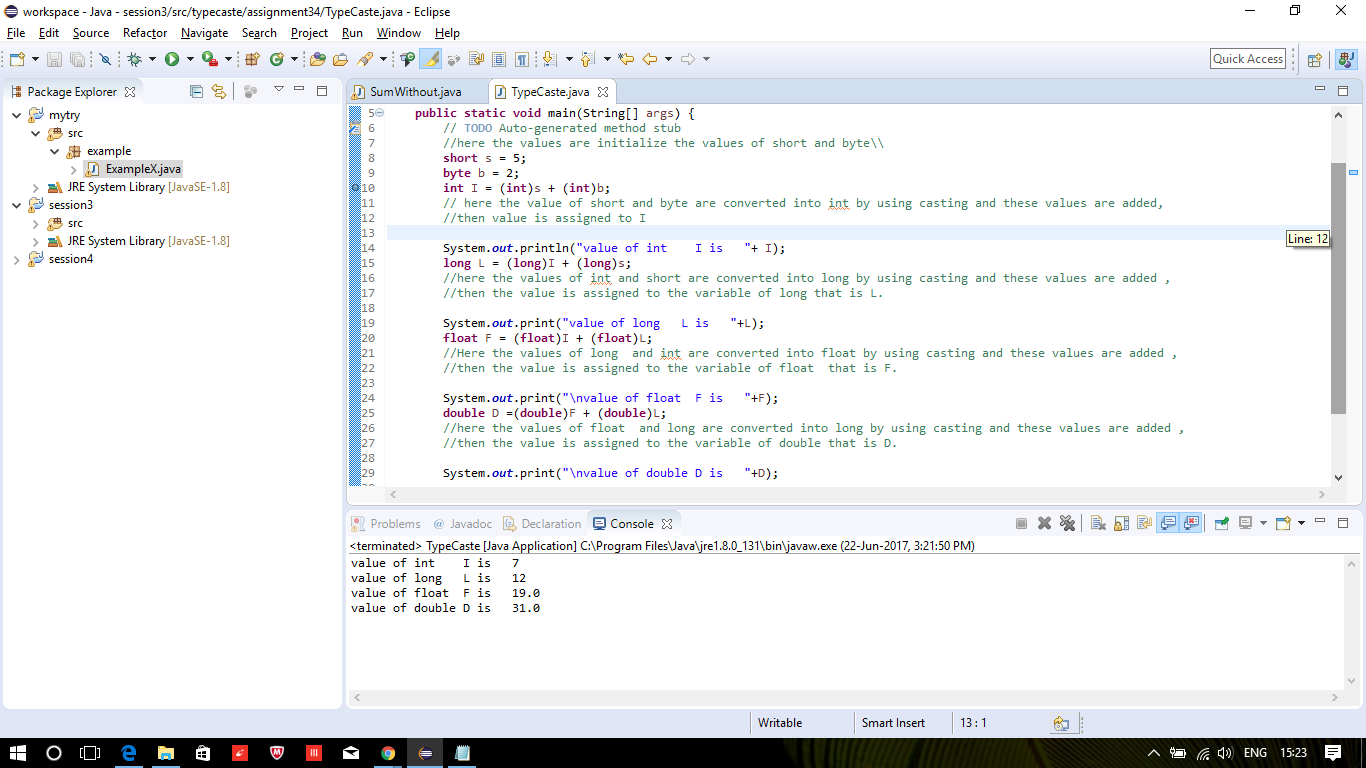 workspace - Java - session3/src/typecaste/assignment34/TypeCaste.java - Eclipse
File Edit Source Refactor Navigate Search Project Run Window Help
Quick Access
Package Explorer
mytry
src
example
ExampleX.java
JRE System Library [JavaSE-1.8]
session3
src
JRE System Library [JavaSE-1.8]
session4
SumWithout.java TypeCaste.java
5 public static void main(String[] args) {
6 // TODO Auto-generated method stub
7 //here the values are initialize the values of short and byte\\
8 short s = 5;
9 byte b = 2;
10 int I = (int)s + (int)b;
11 // here the value of short and byte are converted into int by using casting and these values are added,
12 //then value is assigned to I
13
14 System.out.println("value of int    I is   "+ I);
15 long L = (long)I + (long)s;
16 //here the values of int and short are converted into long by using casting and these values are added ,
17 //then the value is assigned to the variable of long that is L.
18
19 System.out.print("value of long   L is   "+L);
20 float F = (float)I + (float)L;
21 //Here the values of long  and int are converted into float by using casting and these values are added ,
22 //then the value is assigned to the variable of float  that is F.
23
24 System.out.print("\nvalue of float  F is   "+F);
25 double D =(double)F + (double)L;
26 //here the values of float  and long are converted into long by using casting and these values are added ,
27 //then the value is assigned to the variable of double that is D.
28
29 System.out.print("\nvalue of double D is   "+D);
Line: 12
Problems @ Javadoc Declaration Console
<terminated> TypeCaste [Java Application] C:\Program Files\Java\jre1.8.0_131\bin\javaw.exe (22-Jun-2017, 3:21:50 PM)
value of int    I is   7
value of long   L is   12
value of float  F is   19.0
value of double D is   31.0
Writable Smart Insert 13 : 1
ENG 15:23